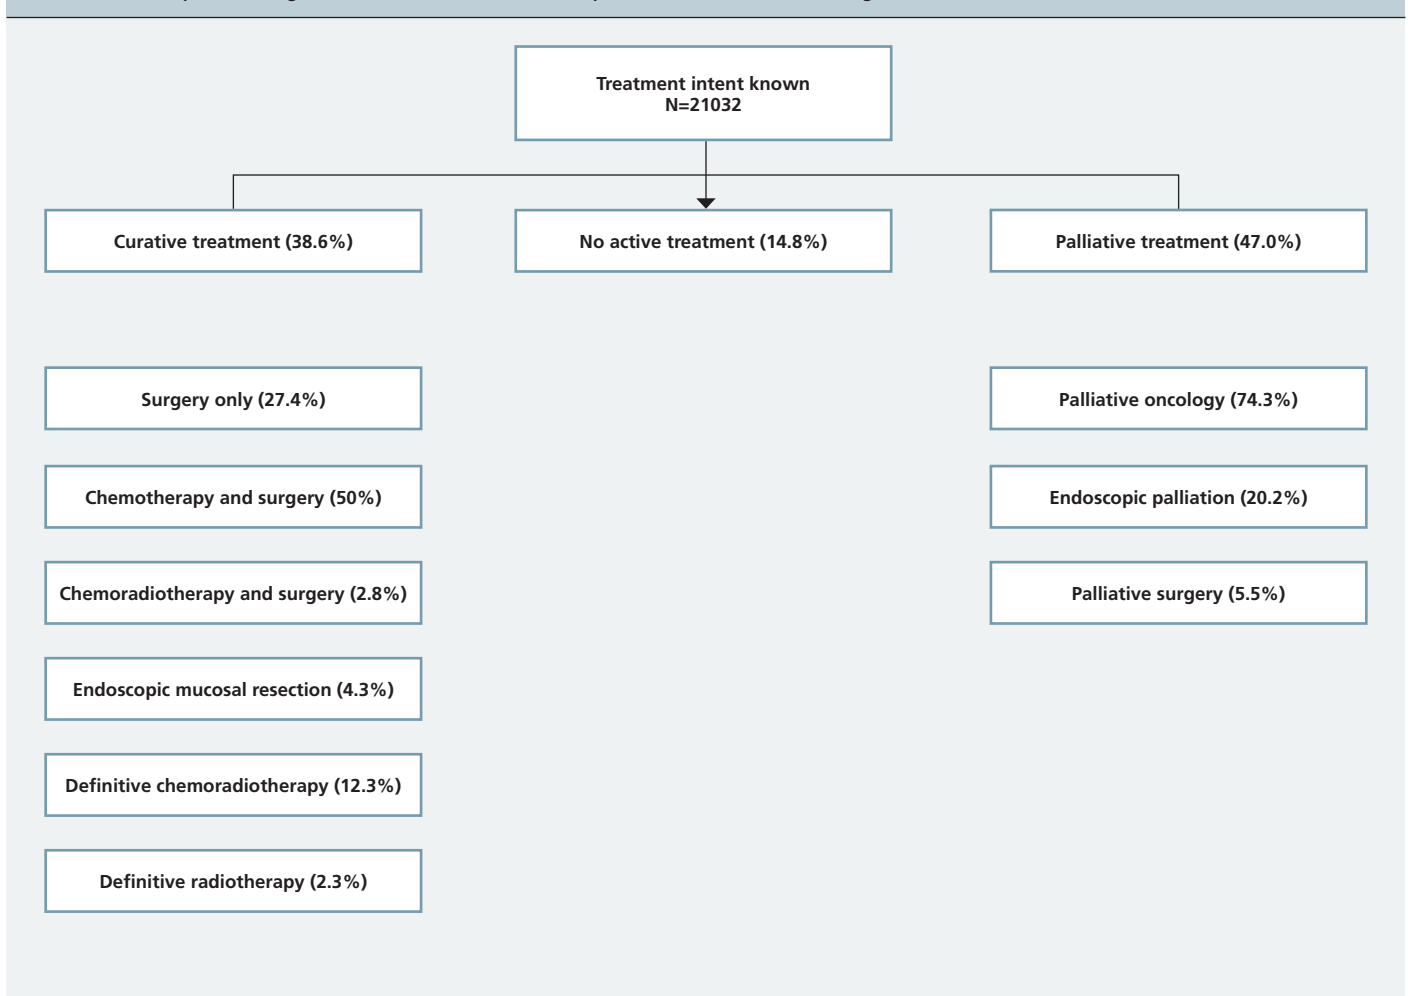 Treatment intent known
N=21032
Curative treatment (38.6%)
No active treatment (14.8%)
Palliative treatment (47.0%)
Surgery only (27.4%)
Palliative oncology (74.3%)
Chemotherapy and surgery (50%)
Endoscopic palliation (20.2%)
Chemoradiotherapy and surgery (2.8%)
Palliative surgery (5.5%)
Endoscopic mucosal resection (4.3%)
Definitive chemoradiotherapy (12.3%)
Definitive radiotherapy (2.3%)